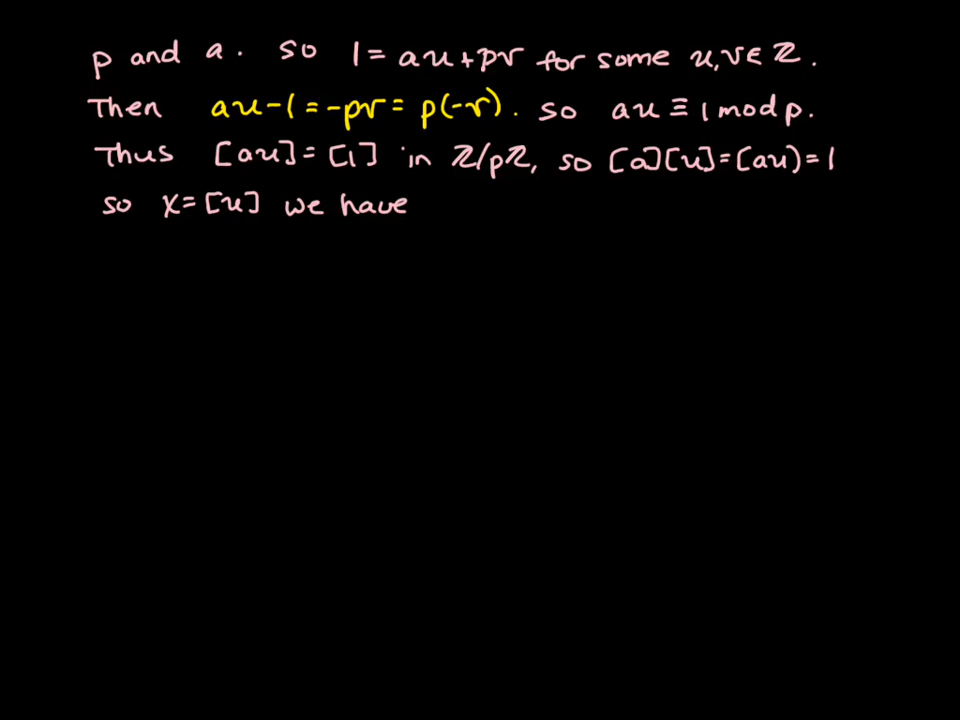 p and a. so 1 = au+pv for some u,v∈ℤ.
Then au-1 = -pv = p(-v). so au ≡ 1 mod p.
Thus [au] = [1] in ℤ/pℤ, so [a][u]=[au)=1
so x=[u] we have